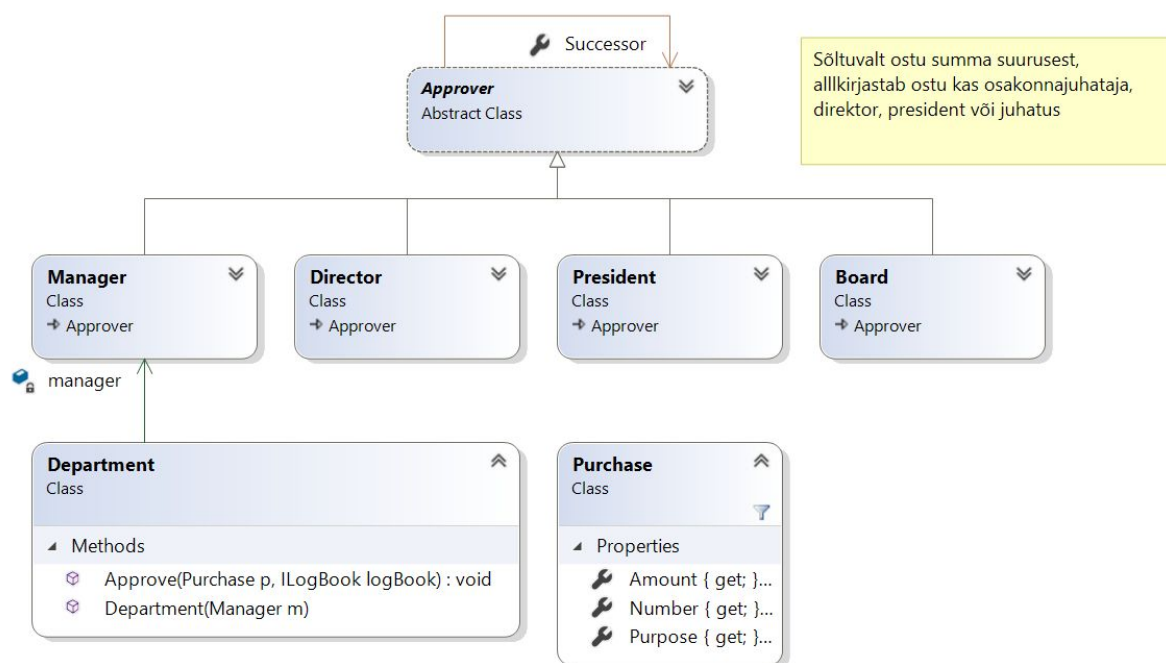 Successor
Approver
Abstract Class
Sõltuvalt ostu summa suurusest,
alllkirjastab ostu kas osakonnajuhataja,
direktor, president või juhatus
Manager
Class
Approver
Director
Class
Approver
President
Class
Approver
Board
Class
Approver
manager
Department
Class
Methods
Approve(Purchase p, ILogBook logBook) : void
Department(Manager m)
Purchase
Class
Properties
Amount { get; }...
Number { get; }...
Purpose { get; }...